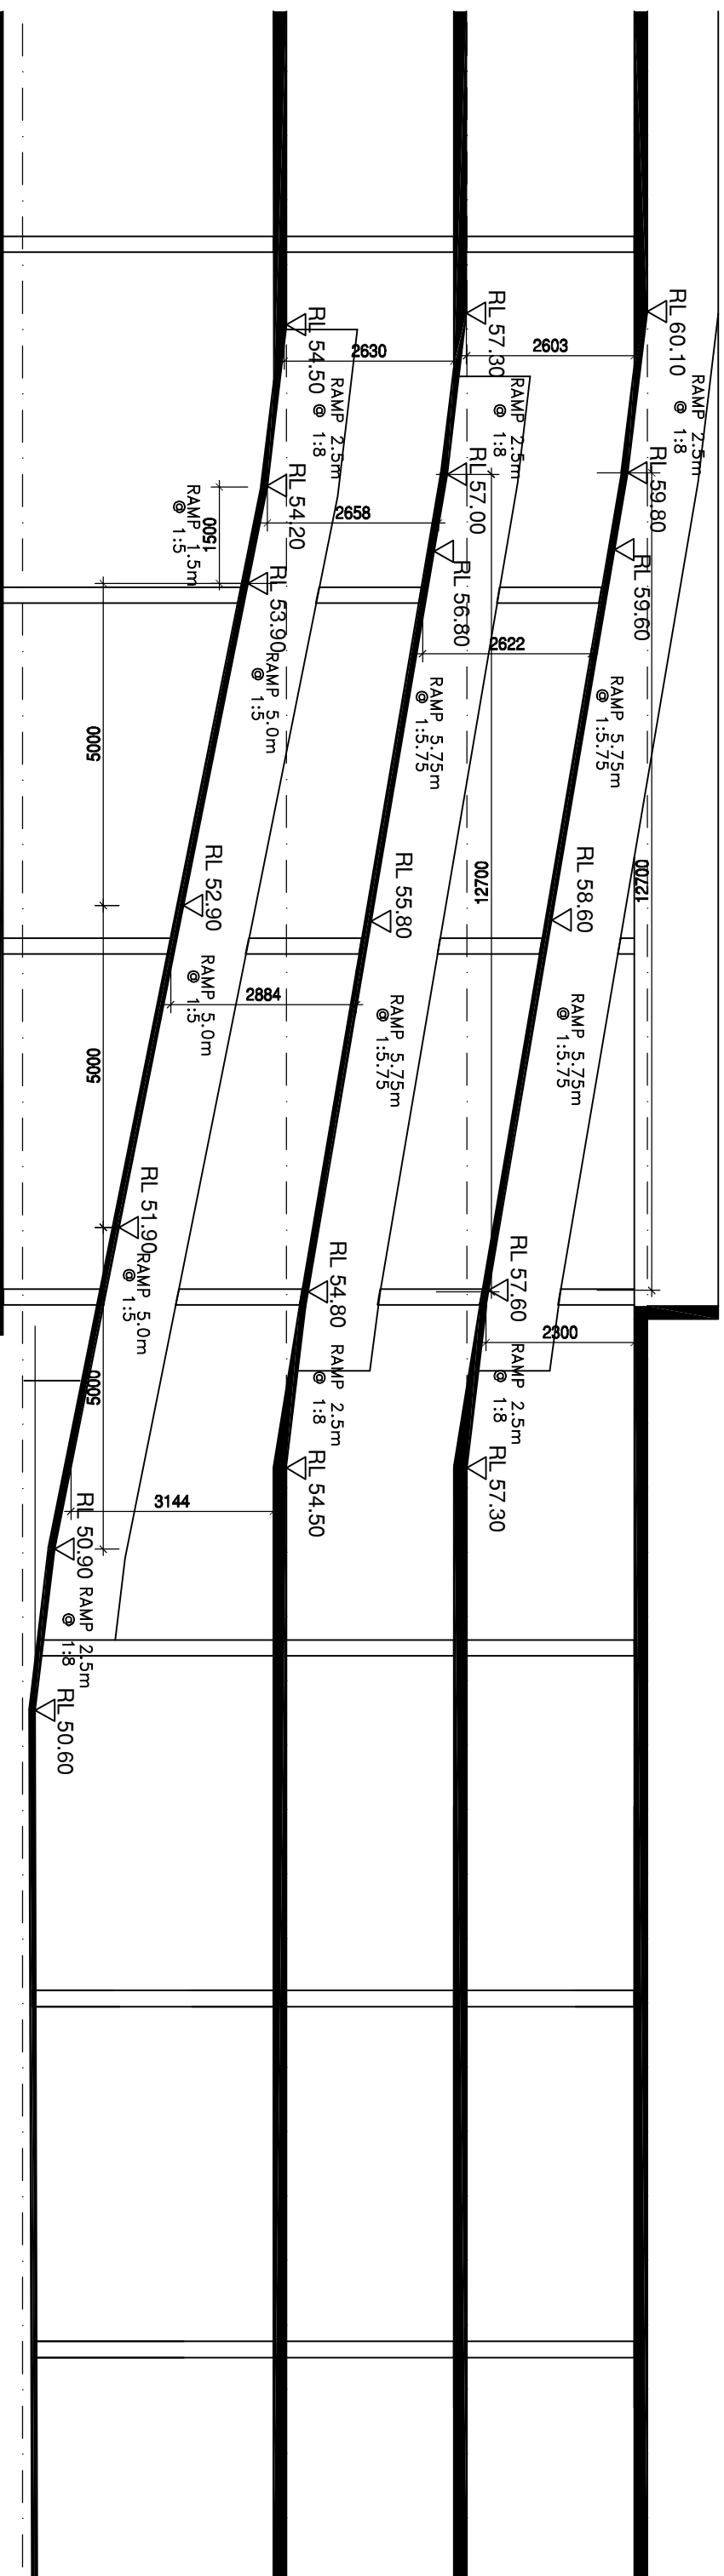 RL 60.10
RAMP 2.5m
@ 1:8
RL 59.80
RL 59.60
RAMP 5.75m
@ 1:5.75
RL 58.60
12700
RAMP 5.75m
@ 1:5.75
RL 57.60
2300
RAMP 2.5m
@ 1:8
RL 57.30
2603
RL 57.30
RAMP 2.5m
@ 1:8
RL 57.00
RL 56.80
2622
RAMP 5.75m
@ 1:5.75
12700
RL 55.80
RAMP 5.75m
@ 1:5.75
RL 54.80
RAMP 2.5m
@ 1:8
RL 54.50
2630
RL 54.50
RAMP 2.5m
@ 1:8
2658
RL 54.20
1500
RAMP 1.5m
@ 1:5
RL 53.90
RAMP 5.0m
@ 1:5
5000
RL 52.90
RAMP 5.0m
@ 1:5
2884
5000
RL 51.90
RAMP 5.0m
@ 1:5
5000
3144
RL 50.90
RAMP 2.5m
@ 1:8
RL 50.60